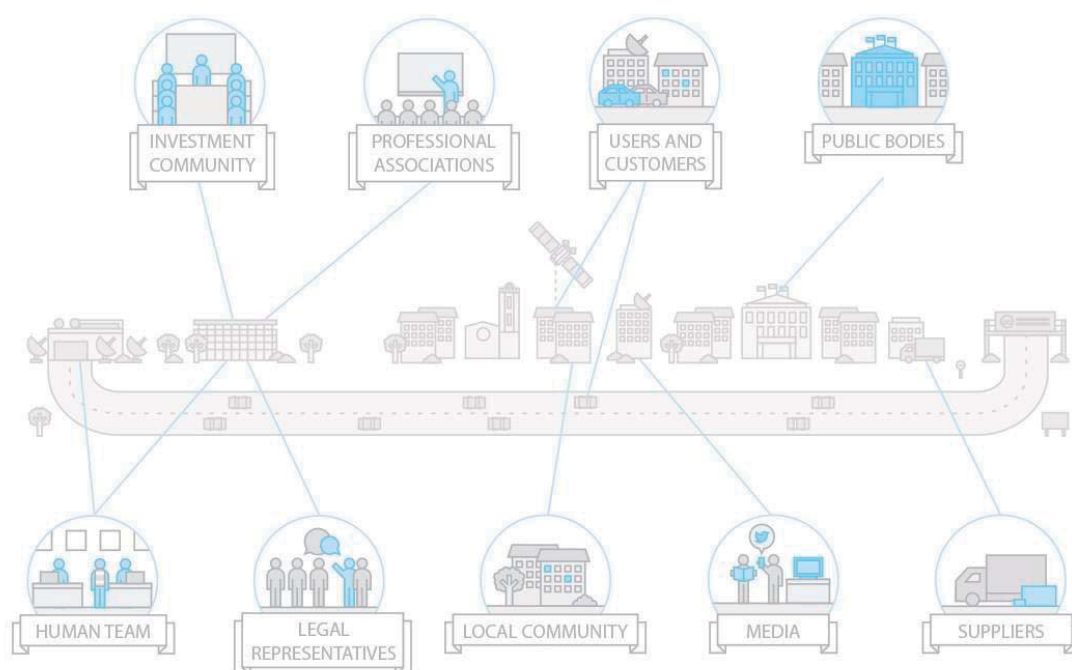 INVESTMENT
COMMUNITY
PROFESSIONAL
ASSOCIATIONS
USERS AND
CUSTOMERS
PUBLIC BODIES
HUMAN TEAM
LEGAL
REPRESENTATIVES
LOCAL COMMUNITY
MEDIA
SUPPLIERS